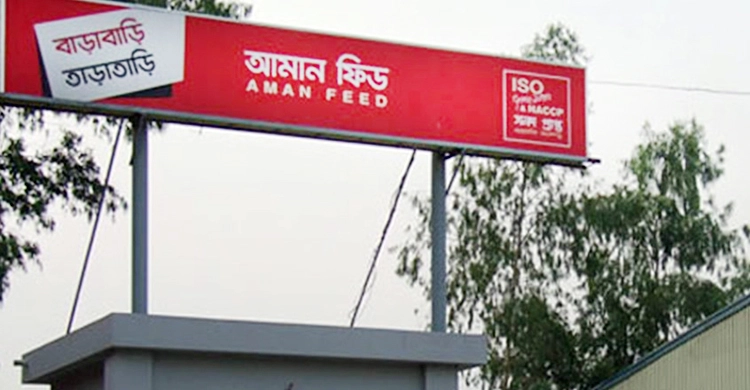 বাড়াবাড়ি
তাড়াতাড়ি
আমান ফিড
AMAN FEED
ISO
& HACCP